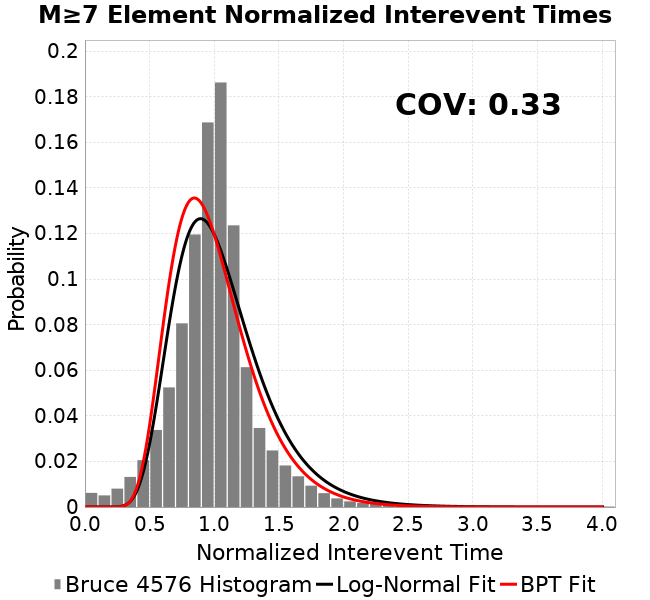 M≥7 Element Normalized Interevent Times
COV: 0.33
Probability
0.2
0.18
0.16
0.14
0.12
0.1
0.08
0.06
0.04
0.02
0
0.0 0.5 1.0 1.5 2.0 2.5 3.0 3.5 4.0
Normalized Interevent Time
Bruce 4576 Histogram Log-Normal Fit BPT Fit